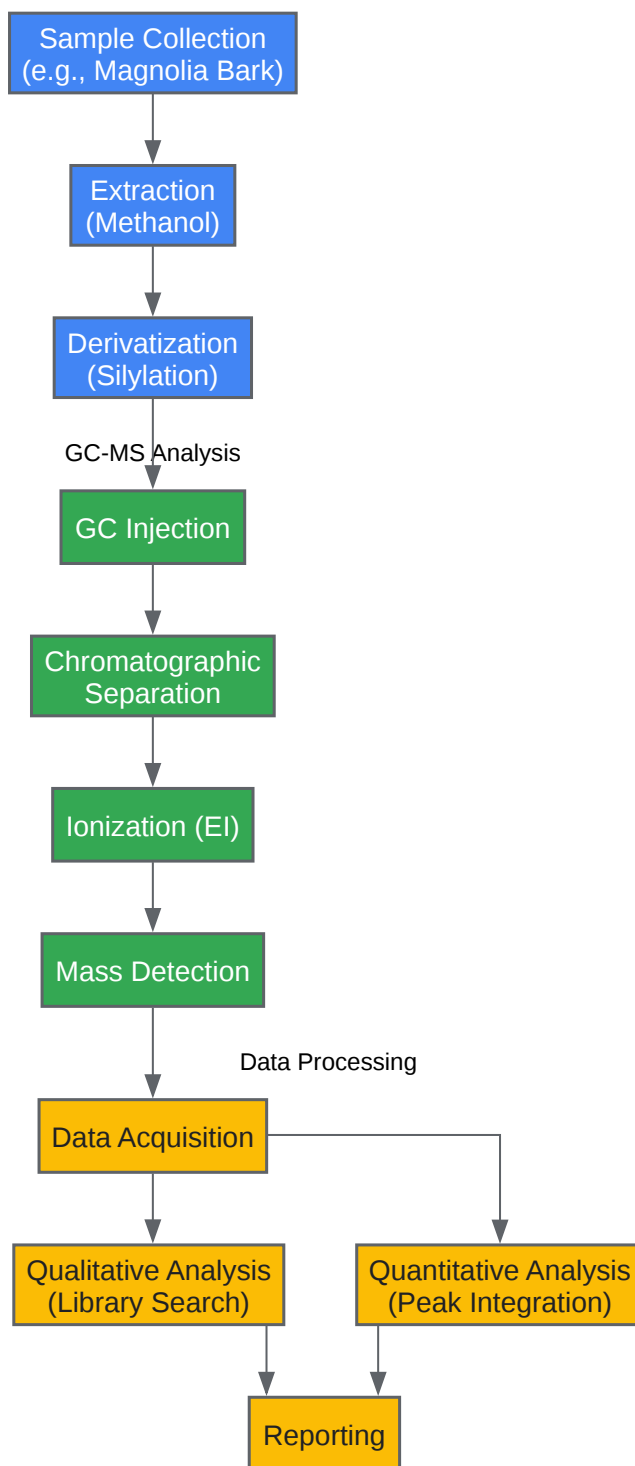 Sample Collection
(e.g., Magnolia Bark)
Extraction
(Methanol)
Derivatization
(Silylation)
GC-MS Analysis
GC Injection
Chromatographic
Separation
Ionization (EI)
Mass Detection
Data Processing
Data Acquisition
Qualitative Analysis
(Library Search)
Quantitative Analysis
(Peak Integration)
Reporting